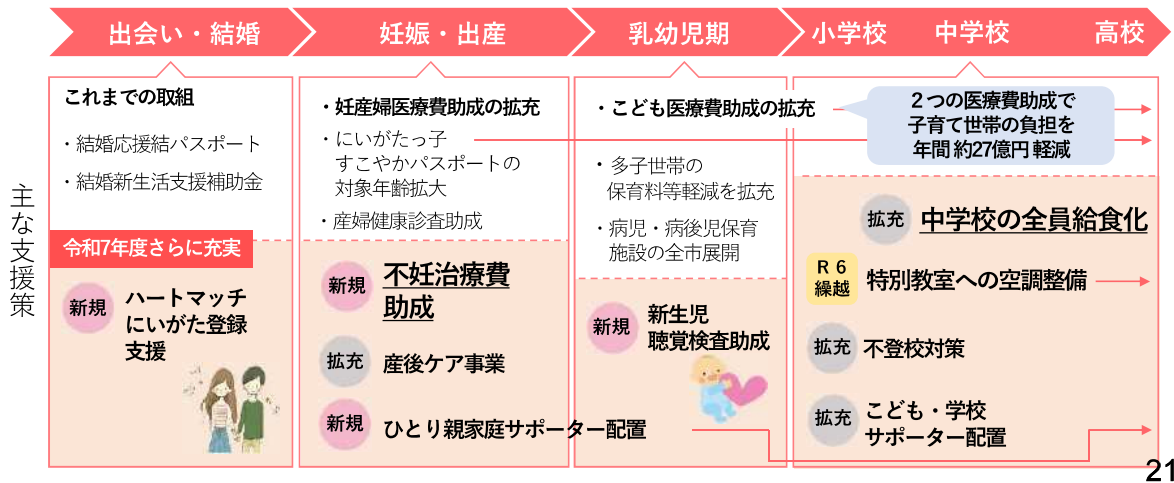 出会い・結婚
妊娠・出産
乳幼児期
小学校
中学校
高校
主な支援策
これまでの取組
・結婚応援結パスポート
・結婚新生活支援補助金
令和7年度さらに充実
新規
ハートマッチ
にいがた登録
支援
・妊産婦医療費助成の拡充
・にいがたっ子
すこやかパスポートの
対象年齢拡大
・産婦健康診査助成
新規
不妊治療費
助成
拡充
産後ケア事業
新規
ひとり親家庭サポーター配置
・こども医療費助成の拡充
・多子世帯の
保育料等軽減を拡充
・病児・病後児保育
施設の全市展開
新規
新生児
聴覚検査助成
２つの医療費助成で
子育て世帯の負担を
年間 約27億円 軽減
拡充
中学校の全員給食化
R 6
繰越
特別教室への空調整備
拡充
不登校対策
拡充
こども・学校
サポーター配置
21